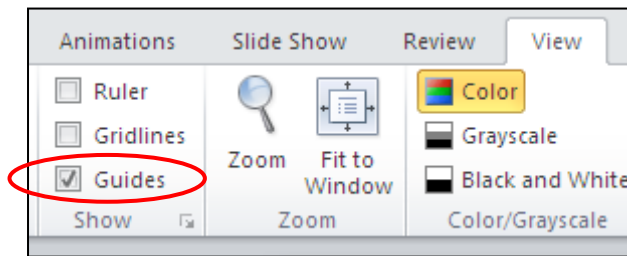 Animations Slide Show Review View
Ruler
Gridlines
Guides
Show
Zoom
Fit to
Window
Zoom
Color
Grayscale
Black and White
Color/Grayscale